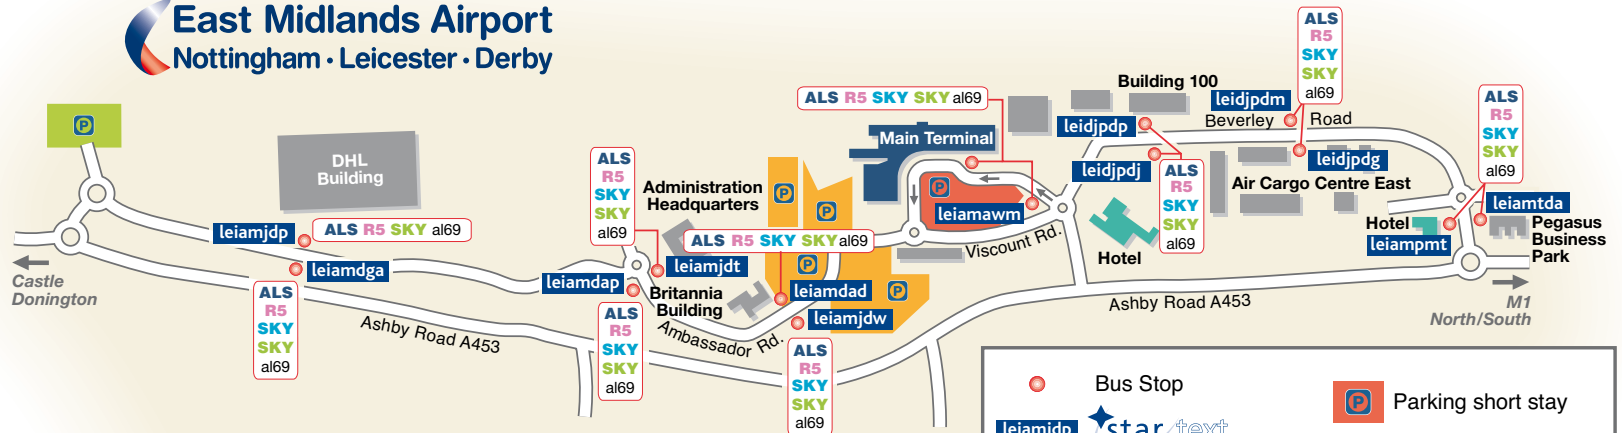 East Midlands Airport
Nottingham · Leicester · Derby
P
DHL
Building
leiamjdp
ALS R5 SKY al69
leiamdga
ALS
R5
SKY
SKY
al69
Castle
Donington
Ashby Road A453
ALS
R5
SKY
SKY
al69
Administration
Headquarters
leiamjdt
leiamdap
ALS
R5
SKY
SKY
al69
Britannia
Building
Ambassador Rd.
P
P
ALS R5 SKY SKY al69
P
leiamdad
P
leiamjdw
ALS
R5
SKY
SKY
al69
ALS R5 SKY SKY al69
Main Terminal
P
leiamawm
Viscount Rd.
Building 100
leidjpdp
leidjpdj
ALS
R5
SKY
SKY
al69
Hotel
ALS
R5
SKY
SKY
al69
leidjpdm
Beverley Road
leidjpdg
Air Cargo Centre East
ALS
R5
SKY
SKY
al69
leiamtda
Hotel
leiampmt
Pegasus
Business
Park
Ashby Road A453
M1
North/South
Bus Stop
P
Parking short stay
leiamjdp
star text